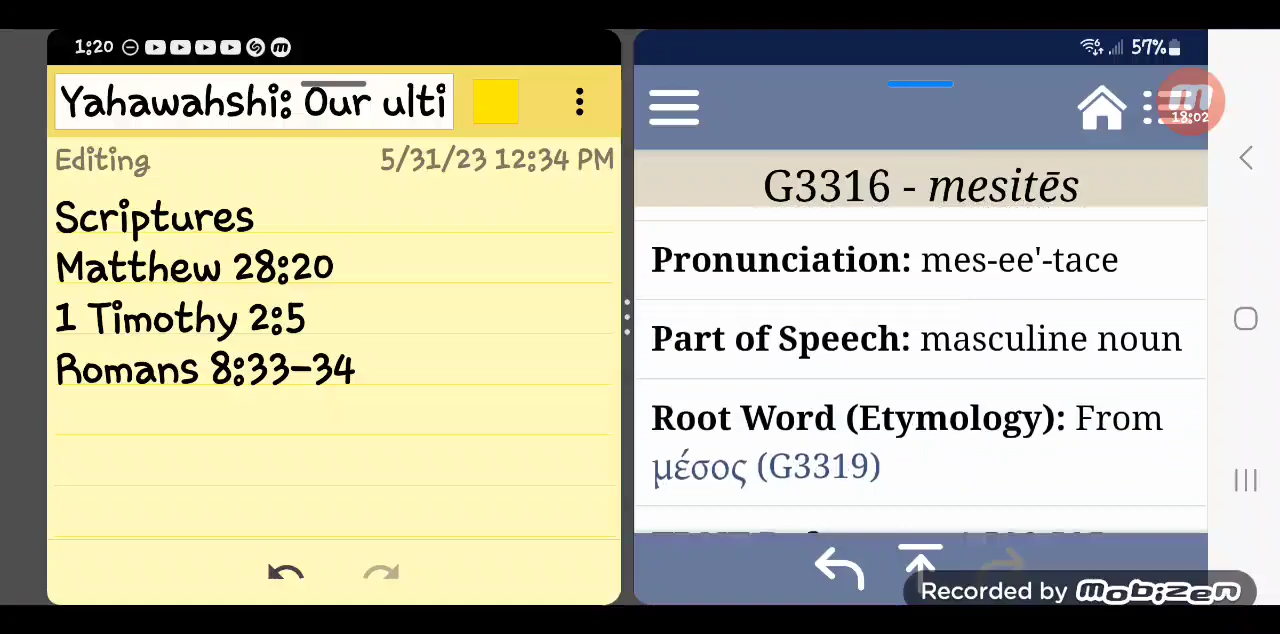 1:20
57%
Yahawahshi: Our ulti
18:02
Editing 5/31/23 12:34 PM
Scriptures
Matthew 28:20
1 Timothy 2:5
Romans 8:33-34
G3316 - mesitēs
Pronunciation: mes-ee'-tace
Part of Speech: masculine noun
Root Word (Etymology): From
μέσος (G3319)
Recorded by Mobizen